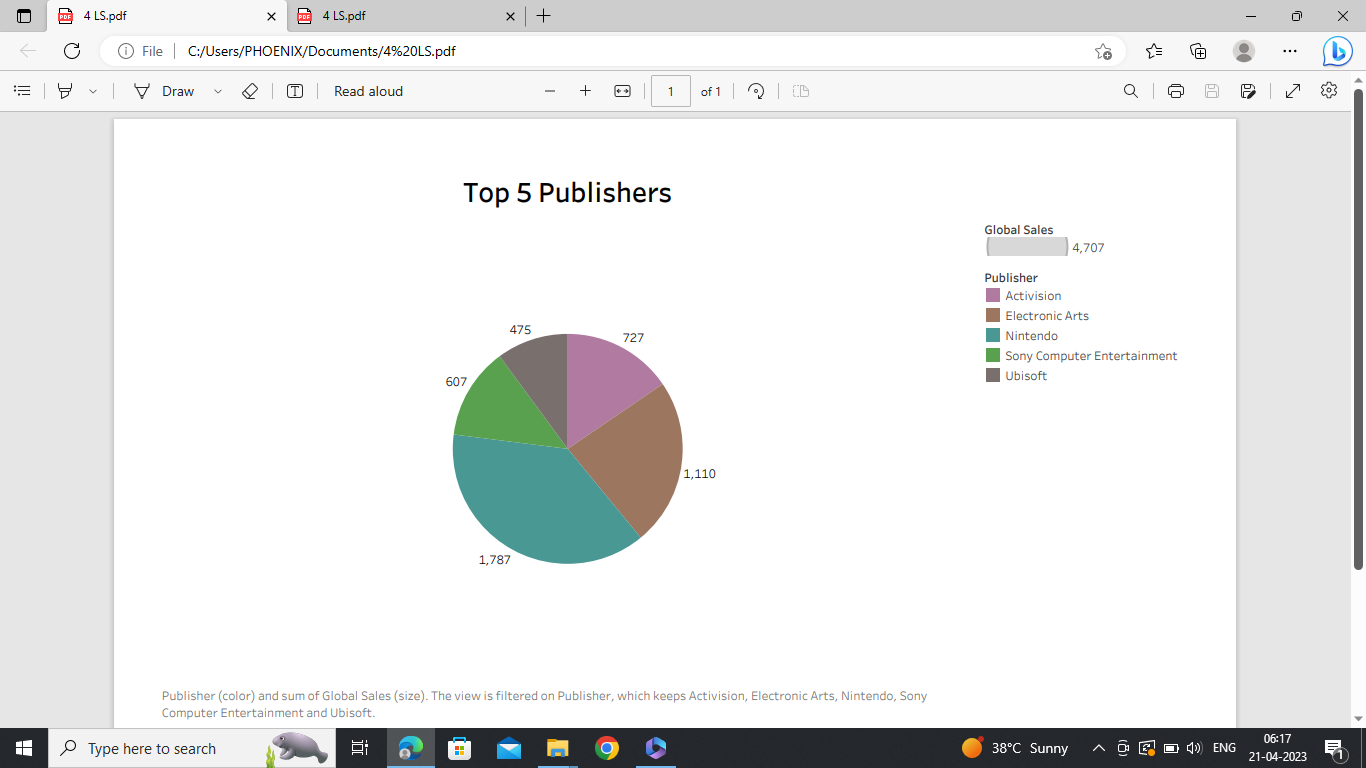 4 LS.pdf
4 LS.pdf
File
C:/Users/PHOENIX/Documents/4%20LS.pdf
Draw
Read aloud
1 of 1
Top 5 Publishers
Global Sales
4,707
Publisher
Activision
Electronic Arts
Nintendo
Sony Computer Entertainment
Ubisoft
475
727
607
1,110
1,787
Publisher (color) and sum of Global Sales (size). The view is filtered on Publisher, which keeps Activision, Electronic Arts, Nintendo, Sony
Computer Entertainment and Ubisoft.
Type here to search
38°C Sunny
ENG
06:17
21-04-2023
1